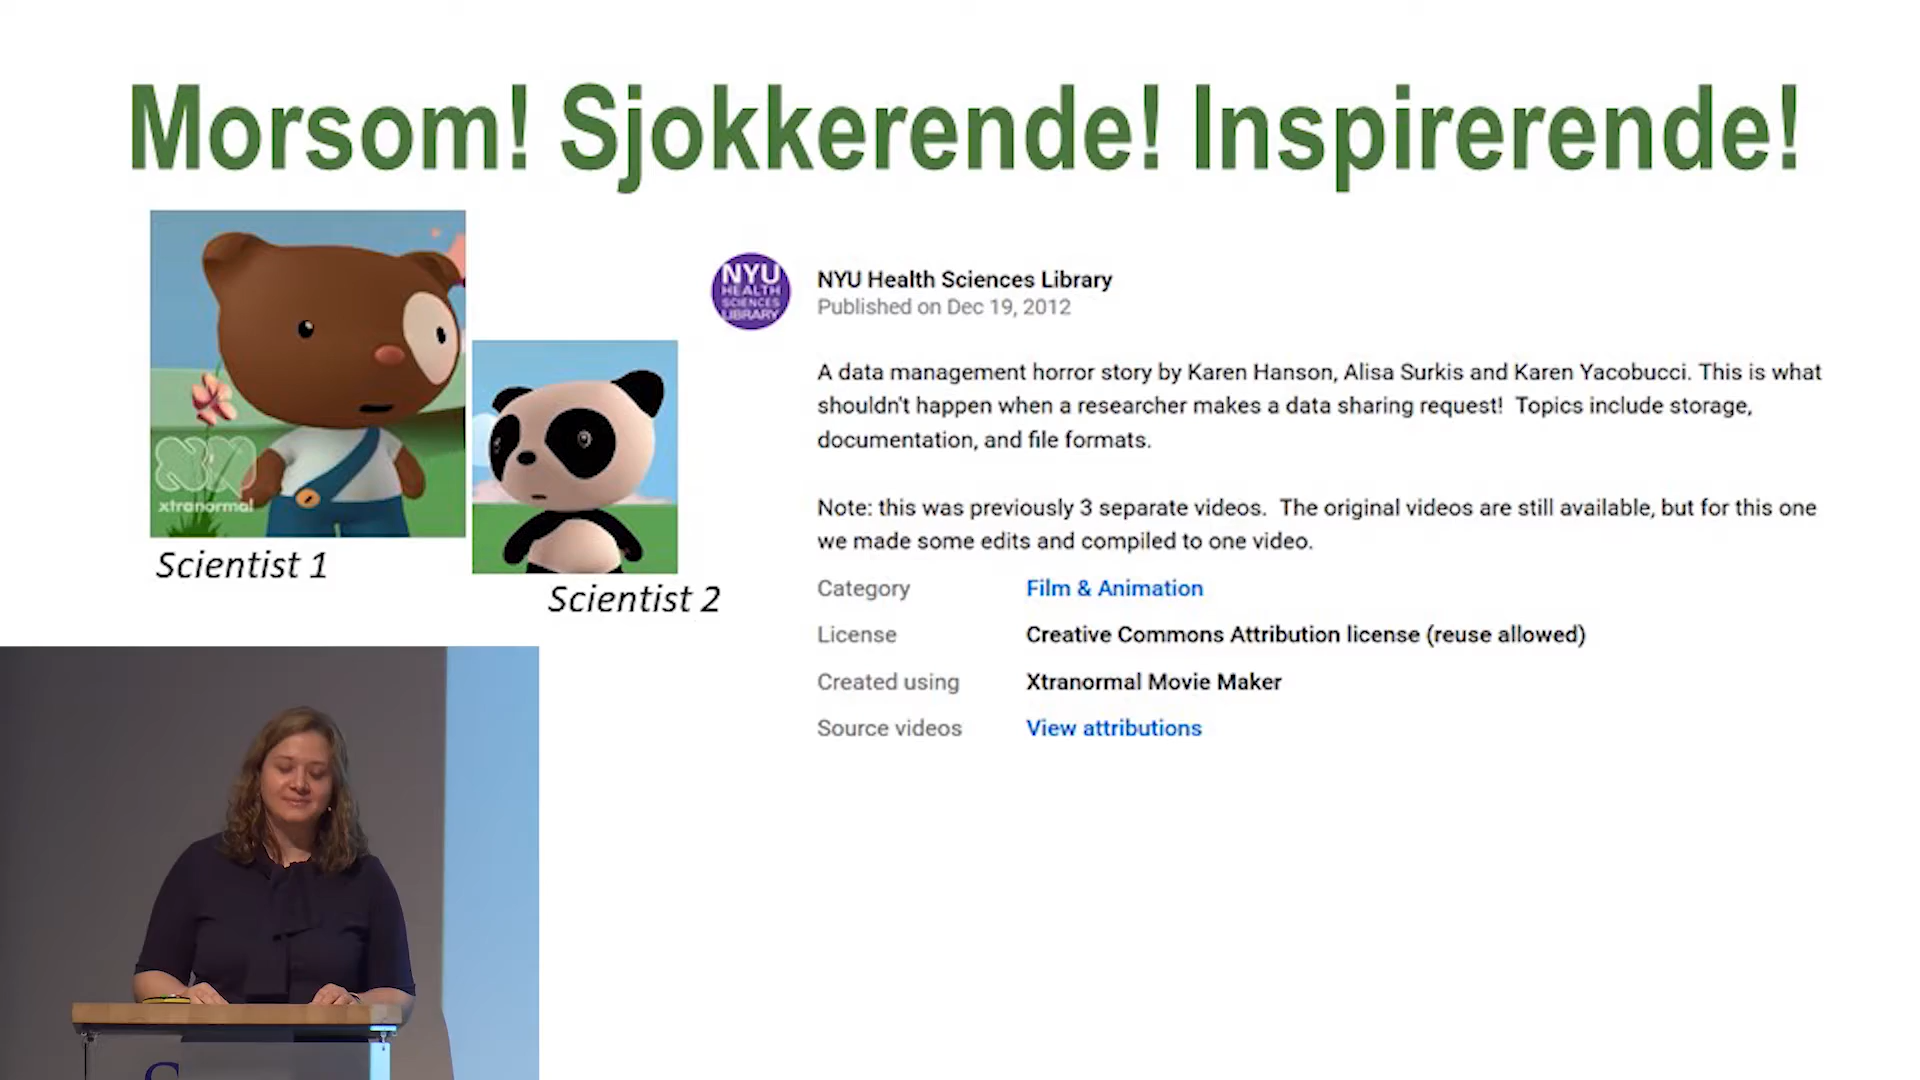 Morsom! Sjokkerende! Inspirerende!
xtranormal
Scientist 1
Scientist 2
NYU
HEALTH
SCIENCES
LIBRARY
NYU Health Sciences Library
Published on Dec 19, 2012
A data management horror story by Karen Hanson, Alisa Surkis and Karen Yacobucci. This is what
shouldn't happen when a researcher makes a data sharing request!  Topics include storage,
documentation, and file formats.
Note: this was previously 3 separate videos.  The original videos are still available, but for this one
we made some edits and compiled to one video.
Category Film & Animation
License Creative Commons Attribution license (reuse allowed)
Created using Xtranormal Movie Maker
Source videos View attributions